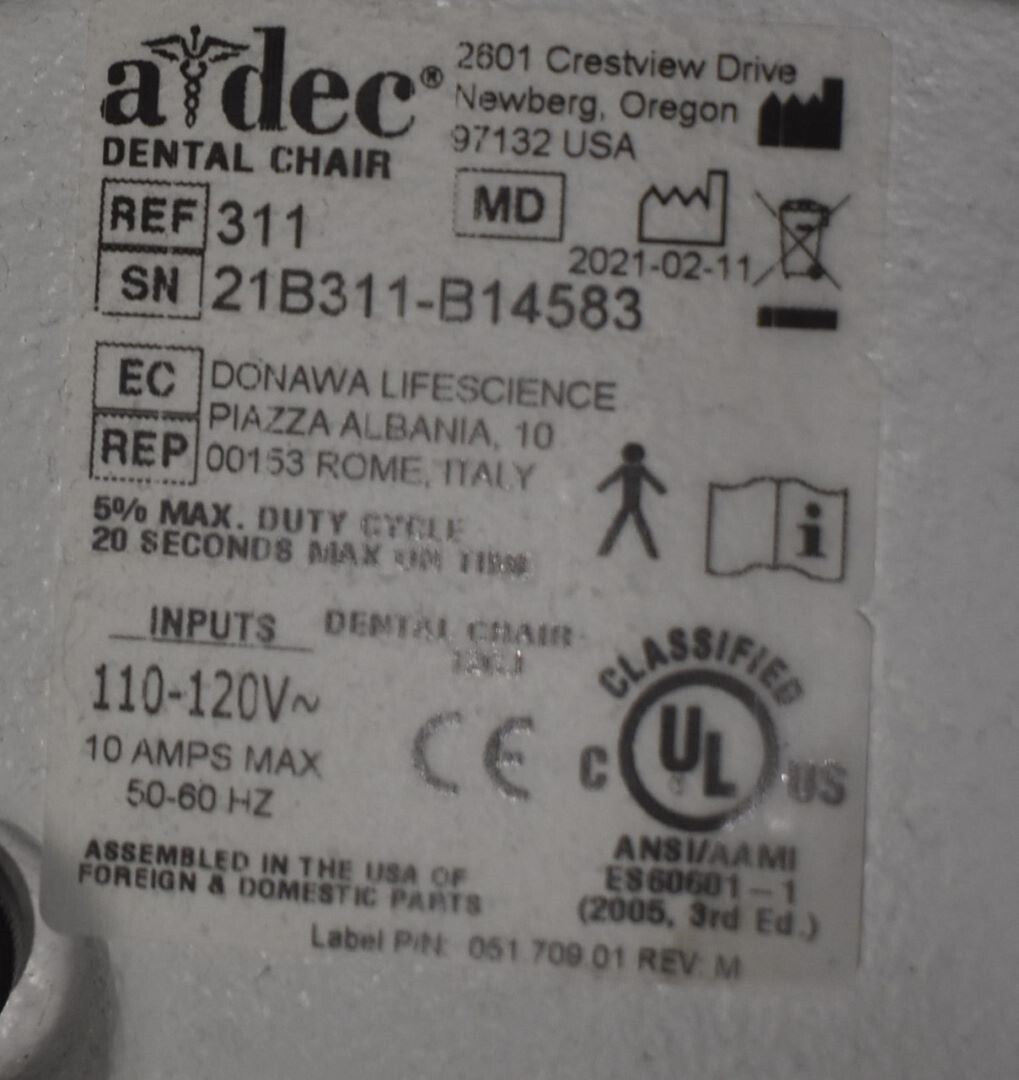 a dec®
DENTAL CHAIR
2601 Crestview Drive
Newberg, Oregon
97132 USA
REF 311
MD
2021-02-11
SN 21B311-B14583
EC REP
DONAWA LIFESCIENCE
PIAZZA ALBANIA, 10
00153 ROME, ITALY
5% MAX. DUTY CYCLE
20 SECONDS MAX ON TIME
i
INPUTS
110-120V~
10 AMPS MAX
50-60 HZ
DENTAL CHAIR
CE
CLASSIFIED
C UL US
ANSI/AAMI
ES60601-1
(2005, 3rd Ed.)
ASSEMBLED IN THE USA OF
FOREIGN & DOMESTIC PARTS
Label P/N: 051.709.01 REV: M